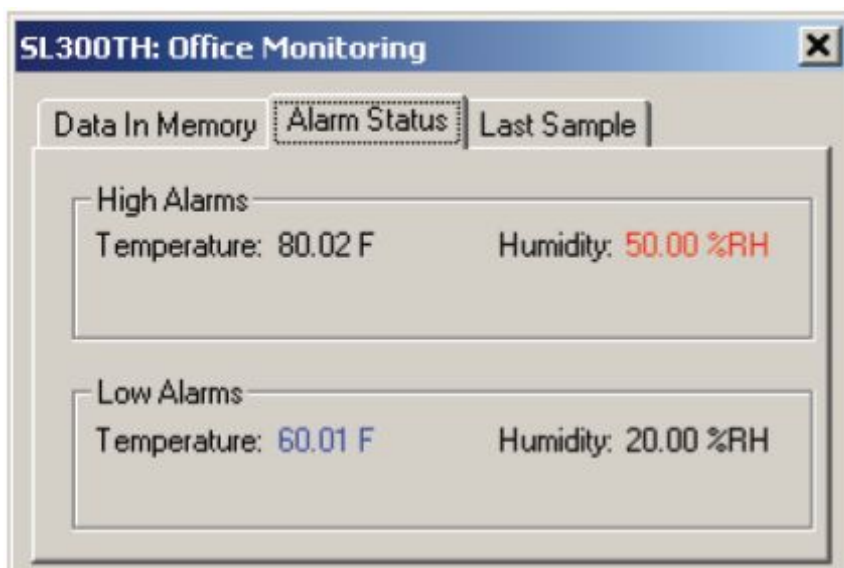 SL300TH: Office Monitoring
Data In Memory Alarm Status Last Sample
High Alarms
Temperature: 80.02 F Humidity: 50.00 %RH
Low Alarms
Temperature: 60.01 F Humidity: 20.00 %RH